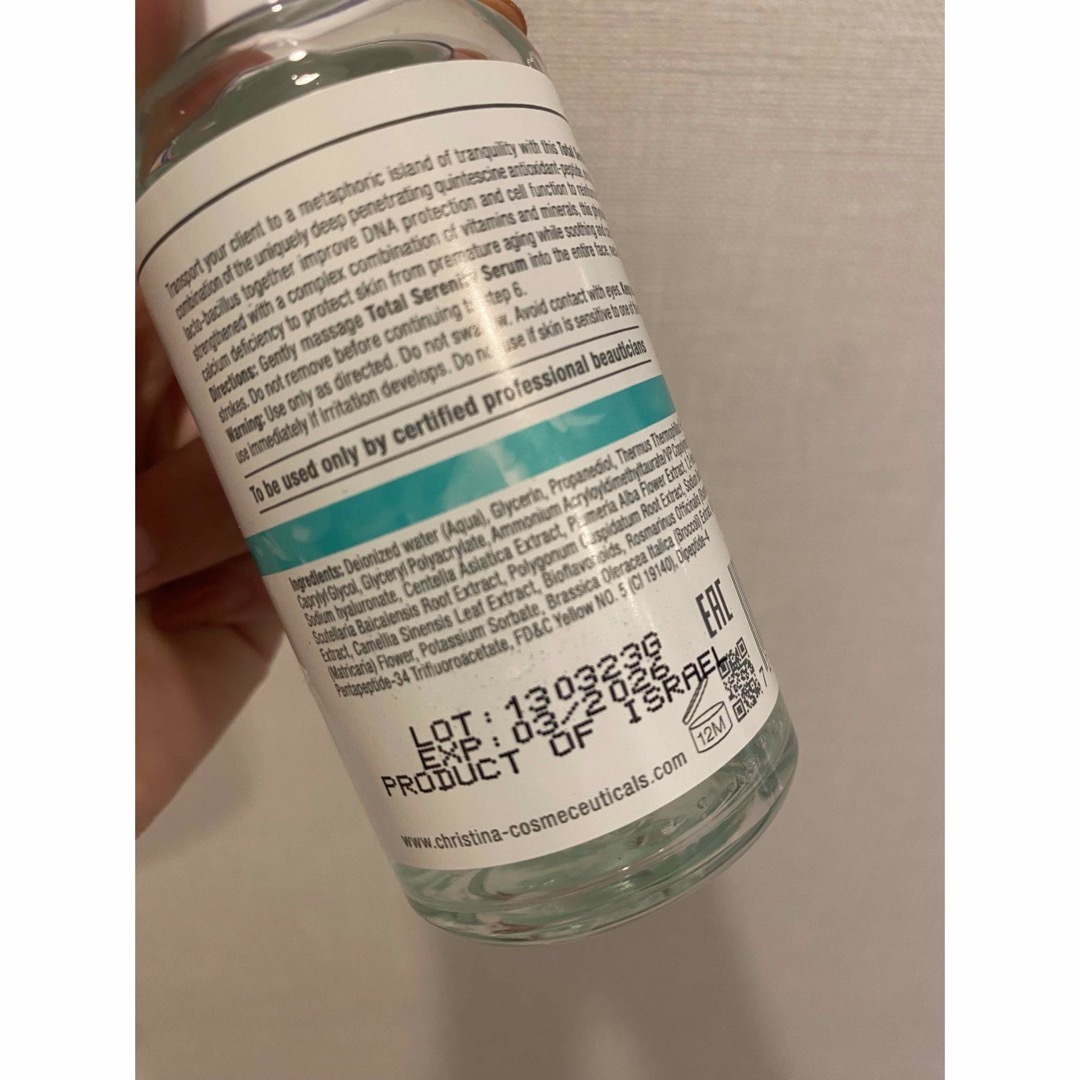 Transport your client to a metaphoric island of tranquility with this Total
combination of the uniquely deep penetrating quintescine antioxidant-peptide,
lacto-bacillus together improve DNA protection and cell function to
strengthened with a complex combination of vitamins and minerals, this
calcium deficiency to protect skin from premature aging while soothing and
Directions: Gently massage Total Serenity Serum into the entire face,
strokes. Do not remove before continuing to step 6.
Warning: Use only as directed. Do not swallow. Avoid contact with eyes.
use immediately if irritation develops. Do not use if skin is sensitive to one of
To be used only by certified professional beauticians
Ingredients: Deionized water (Aqua), Glycerin, Propanediol, Thermus Thermophilus
Caprylyl Glycol, Glyceryl Polyacrylate, Ammonium Acryloyldimethyltaurate/VP
Sodium hyaluronate, Centella Asiatica Extract, Plumeria Alba Flower Extract,
Scutellaria Baicalensis Root Extract, Polygonum Cuspidatum Root Extract,
Extract, Camellia Sinensis Leaf Extract, Bioflavonoids, Rosmarinus Officinalis
(Matricaria) Flower, Potassium Sorbate, Brassica Oleracea Italica (Broccoli)
Pentapeptide-34 Trifluoroacetate, FD&C Yellow NO. 5 (CI 19140), Dipeptide-4
EAC
LOT: 130323G
EXP: 03/2026
PRODUCT OF ISRAEL
12M
7
www.christina-cosmeceuticals.com